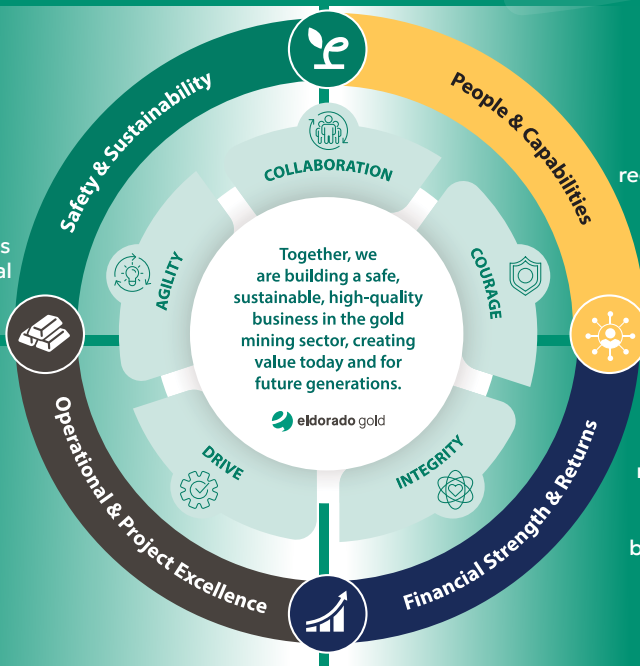 Safety & Sustainability
People & Capabilities
COLLABORATION
AGILITY
COURAGE
Together, we
are building a safe,
sustainable, high-quality
business in the gold
mining sector, creating
value today and for
future generations.
eldorado gold
DRIVE
INTEGRITY
Operational & Project Excellence
Financial Strength & Returns